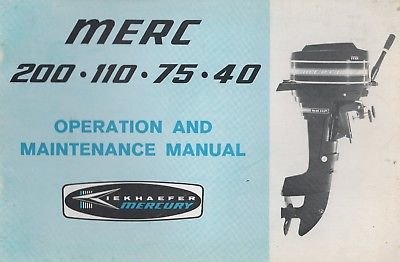 MERC
200 · 110 · 75 · 40
OPERATION AND
MAINTENANCE MANUAL
KIEKHAEFER
MERCURY